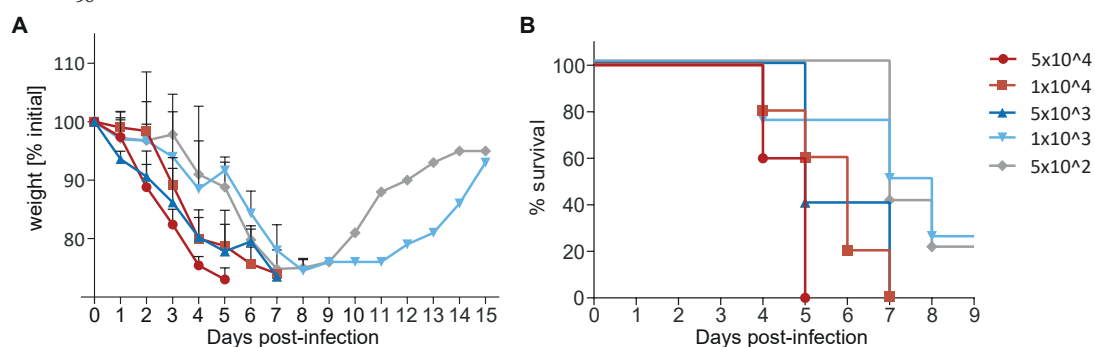 90
A
B
110
100
90
80
weight [% initial]
0 1 2 3 4 5 6 7 8 9 10 11 12 13 14 15
Days post-infection
100
80
60
40
20
0
% survival
0 1 2 3 4 5 6 7 8 9
Days post-infection
5x10^4
1x10^4
5x10^3
1x10^3
5x10^2